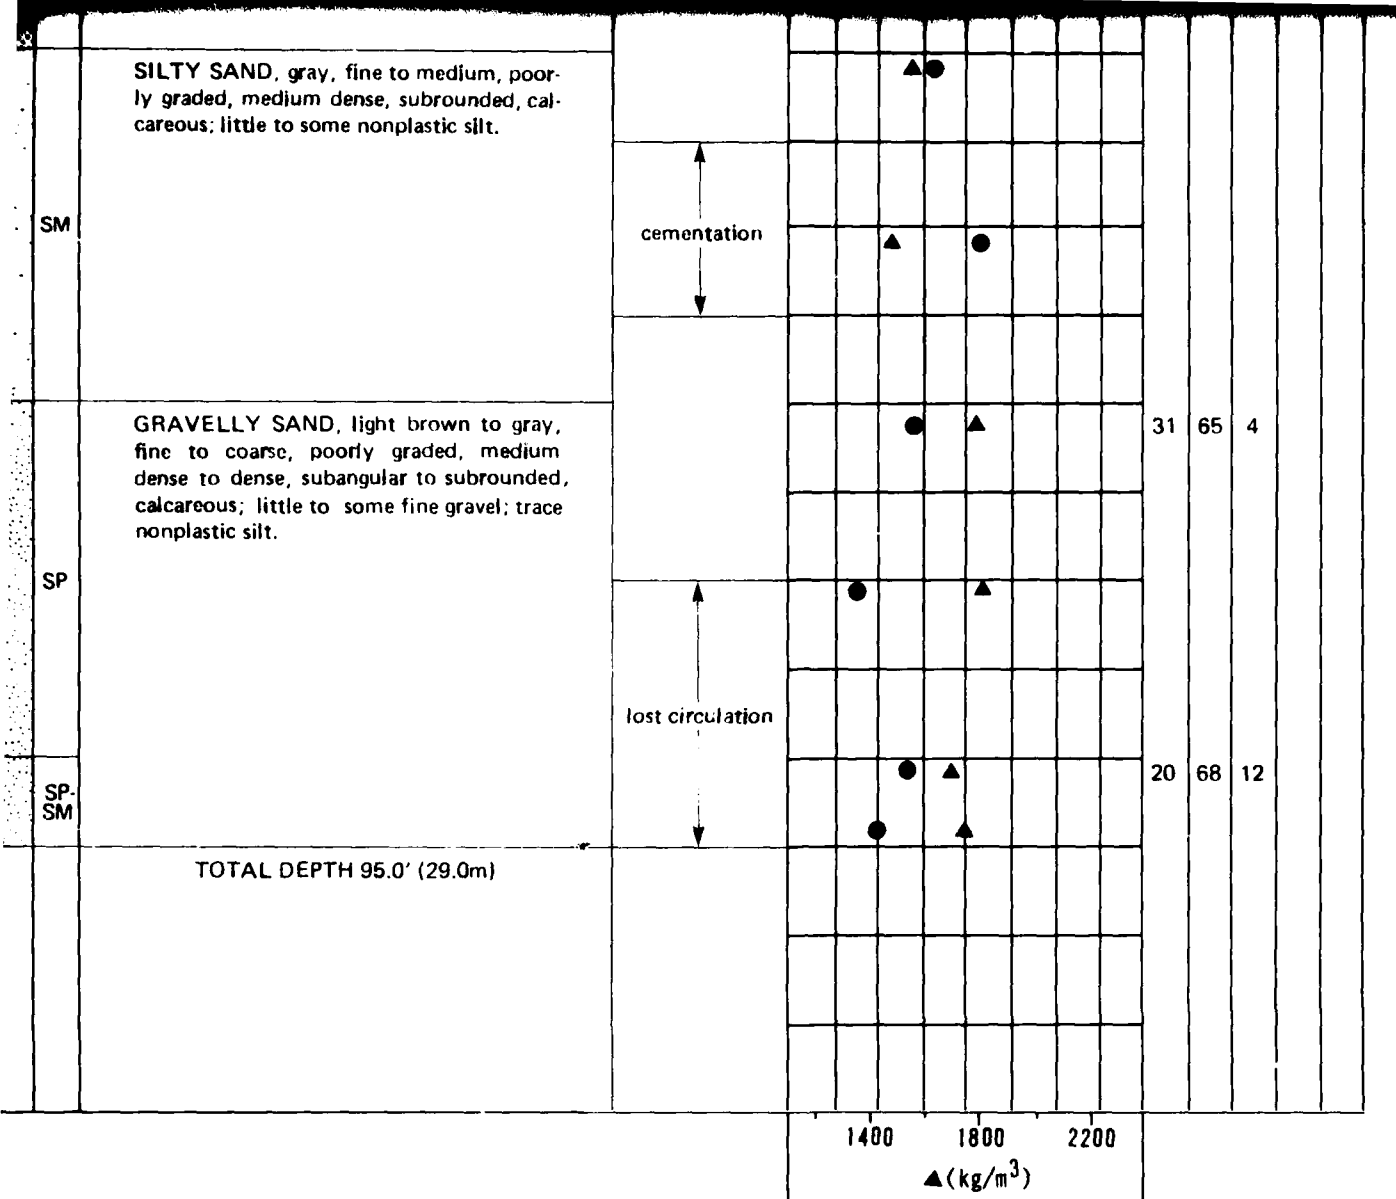 SILTY SAND, gray, fine to medium, poor-
ly graded, medium dense, subrounded, cal-
careous; little to some nonplastic silt.
SM
cementation
GRAVELLY SAND, light brown to gray,
fine to coarse, poorly graded, medium
dense to dense, subangular to subrounded,
calcareous; little to some fine gravel; trace
nonplastic silt.
31 65 4
SP
lost circulation
20 68 12
SP-
SM
TOTAL DEPTH 95.0' (29.0m)
1400 1800 2200
▲(kg/m³)